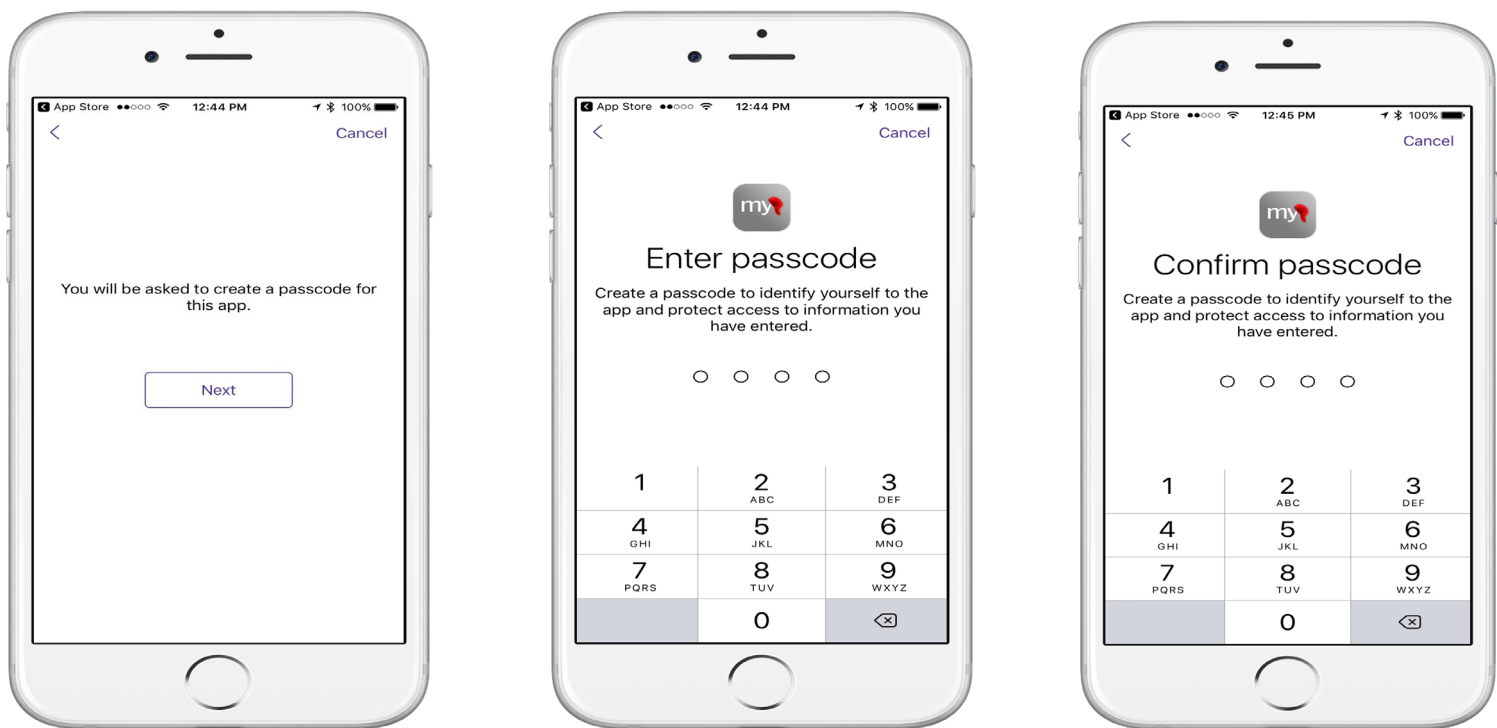 App Store 12:44 PM 100%
Cancel
You will be asked to create a passcode for
this app.
Next
App Store 12:44 PM 100%
Cancel
my
Enter passcode
Create a passcode to identify yourself to the
app and protect access to information you
have entered.
1 2 3
ABC DEF
4 5 6
GHI JKL MNO
7 8 9
PQRS TUV WXYZ
0
App Store 12:45 PM 100%
Cancel
my
Confirm passcode
Create a passcode to identify yourself to the
app and protect access to information you
have entered.
1 2 3
ABC DEF
4 5 6
GHI JKL MNO
7 8 9
PQRS TUV WXYZ
0